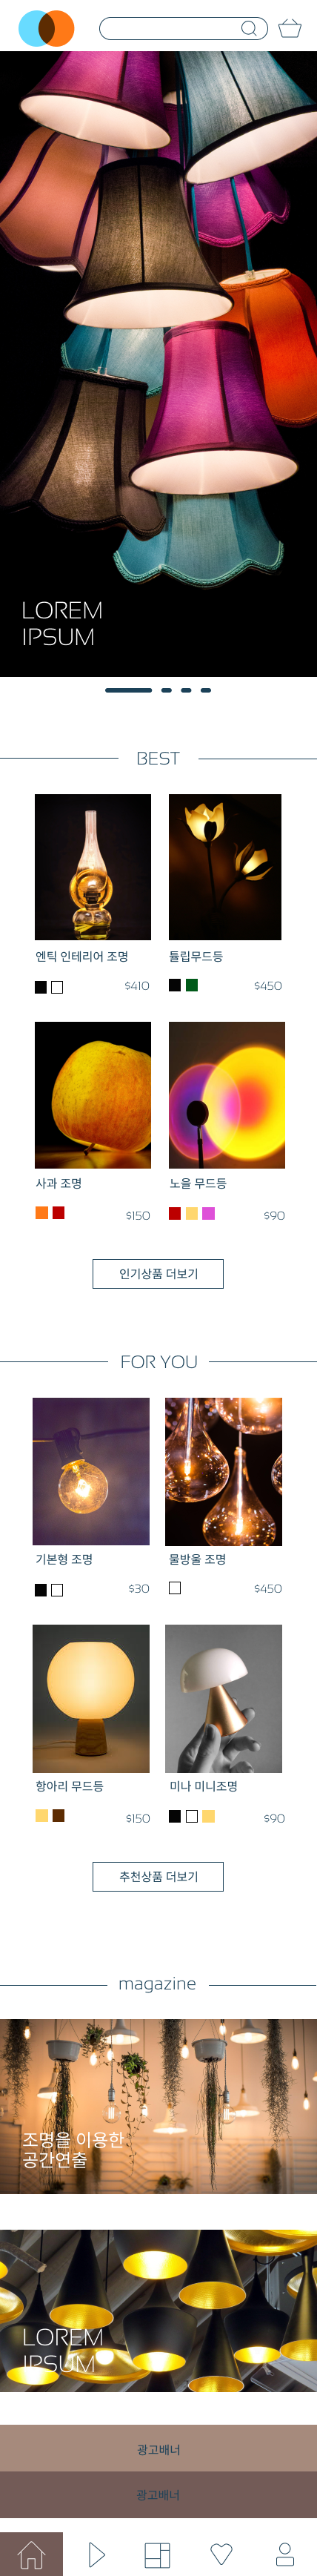 LOREM
IPSUM
BEST
엔틱 인테리어 조명
튤립무드등
$410
$450
사과 조명
노을 무드등
$150
$90
인기상품 더보기
FOR YOU
기본형 조명
물방울 조명
$30
$450
항아리 무드등
미나 미니조명
$150
$90
추천상품 더보기
magazine
조명을 이용한
공간연출
LOREM
IPSUM
광고배너
광고배너